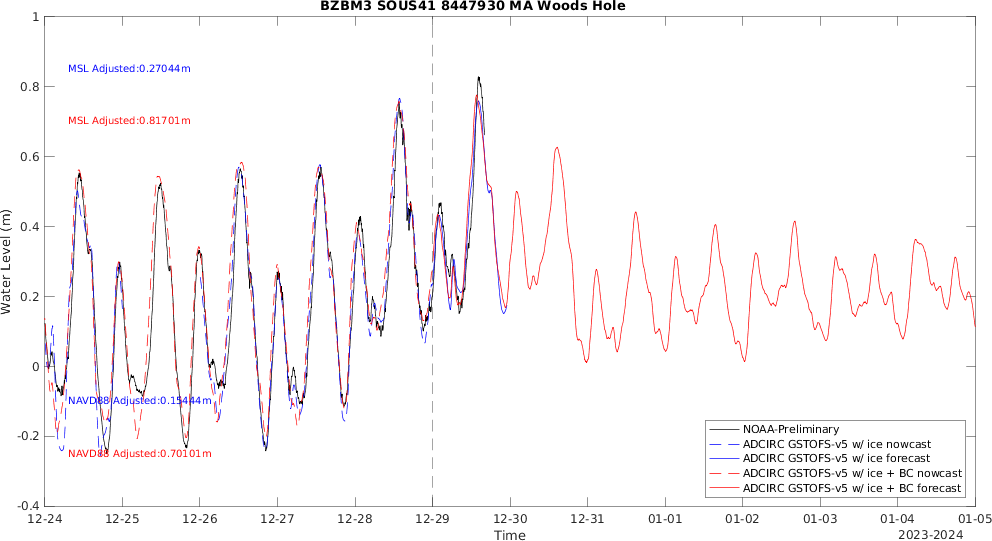 BZBM3 SOUS41 8447930 MA Woods Hole
1
0.8
0.6
0.4
0.2
0
-0.2
-0.4
Water Level (m)
MSL Adjusted:0.27044m
MSL Adjusted:0.81701m
NAVD88 Adjusted:0.15444m
NAVD88 Adjusted:0.70101m
NOAA-Preliminary
ADCIRC GSTOFS-v5 w/ ice nowcast
ADCIRC GSTOFS-v5 w/ ice forecast
ADCIRC GSTOFS-v5 w/ ice + BC nowcast
ADCIRC GSTOFS-v5 w/ ice + BC forecast
12-24 12-25 12-26 12-27 12-28 12-29 12-30 12-31 01-01 01-02 01-03 01-04 01-05
Time
2023-2024